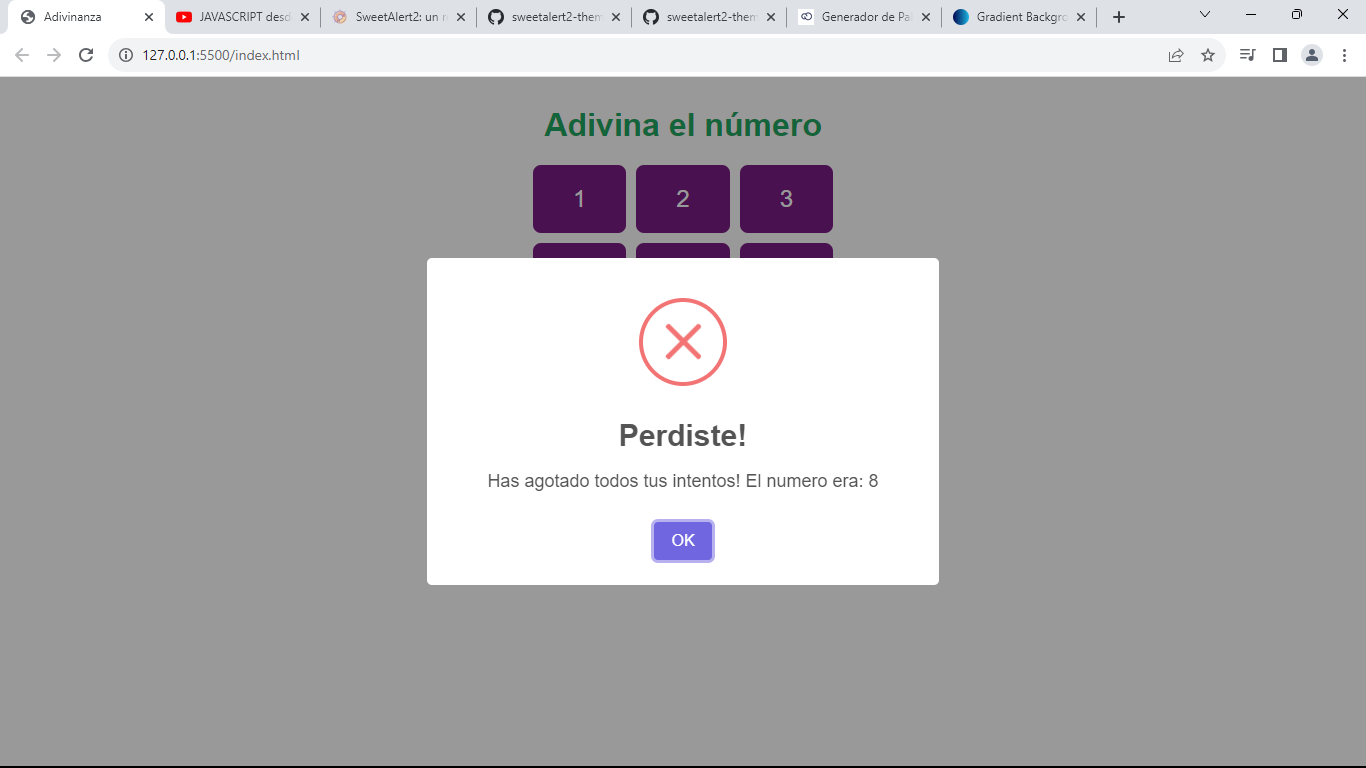 Adivinanza
JAVASCRIPT desd
SweetAlert2: un r
sweetalert2-them
sweetalert2-them
Generador de Pal
Gradient Backgro
127.0.0.1:5500/index.html
Adivina el número
1 2 3
Perdiste!
Has agotado todos tus intentos! El numero era: 8
OK